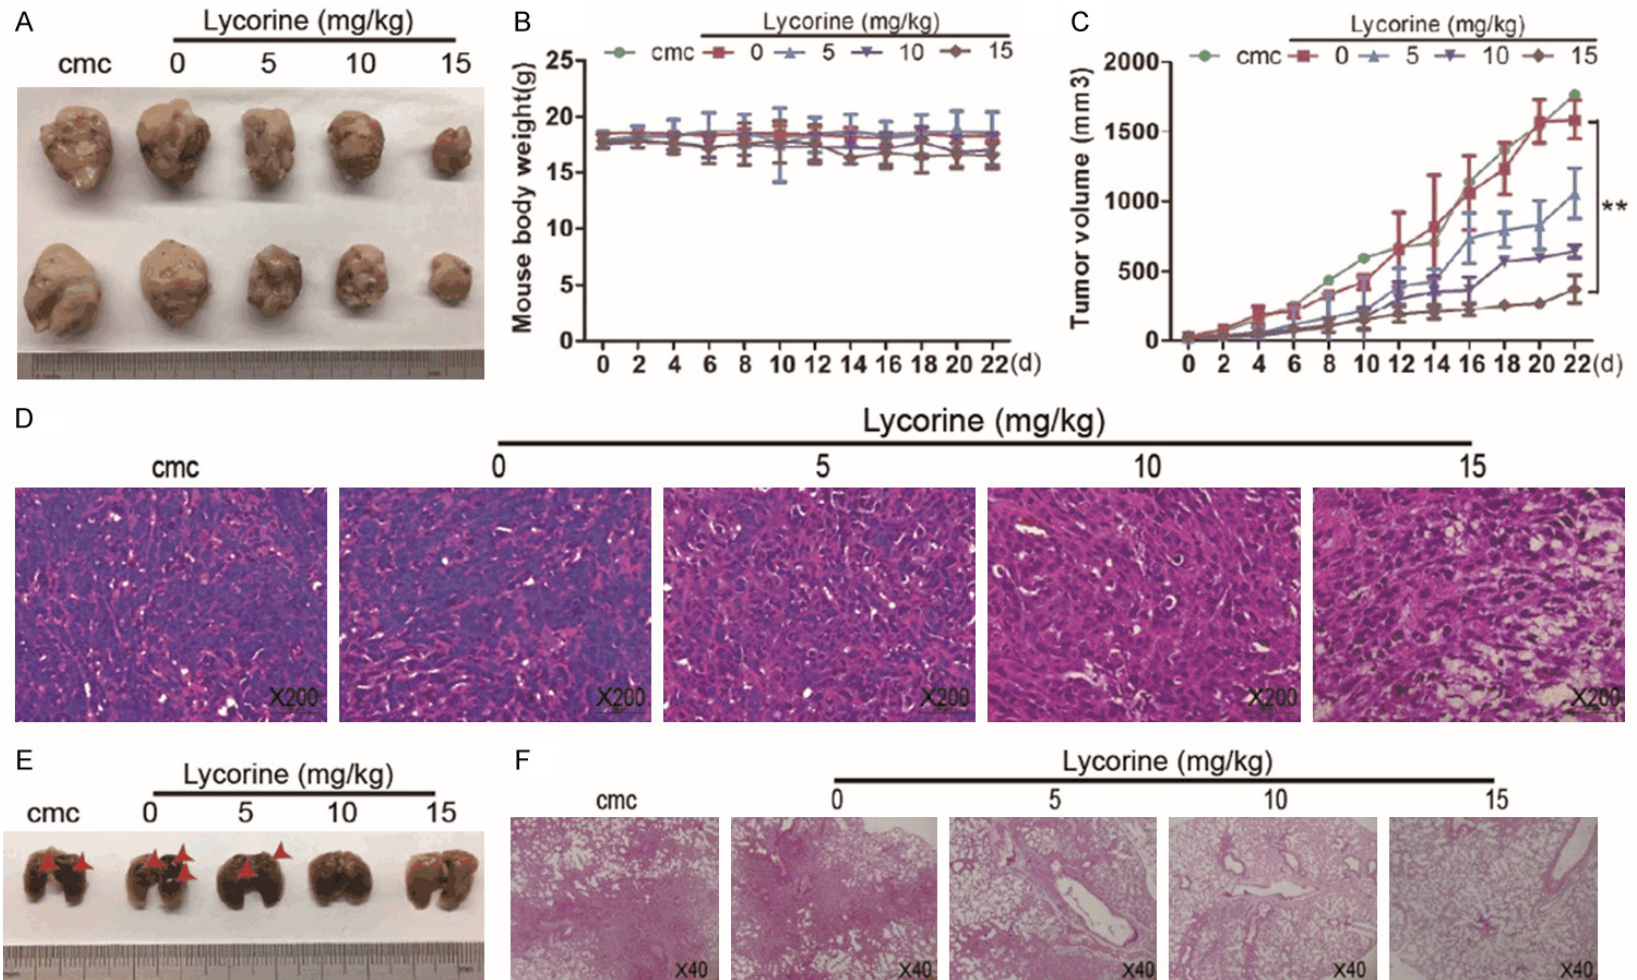 A
Lycorine (mg/kg)
cmc 0 5 10 15
B
Lycorine (mg/kg)
cmc 0 5 10 15
Mouse body weight(g)
25
20
15
10
5
0
0 2 4 6 8 10 12 14 16 18 20 22(d)
C
Lycorine (mg/kg)
cmc 0 5 10 15
Tumor volume (mm3)
2000
1500
1000
500
0
0 2 4 6 8 10 12 14 16 18 20 22(d)
**
D
Lycorine (mg/kg)
cmc 0 5 10 15
X200 X200 X200 X200 X200
E
Lycorine (mg/kg)
cmc 0 5 10 15
F
Lycorine (mg/kg)
cmc 0 5 10 15
X40 X40 X40 X40 X40